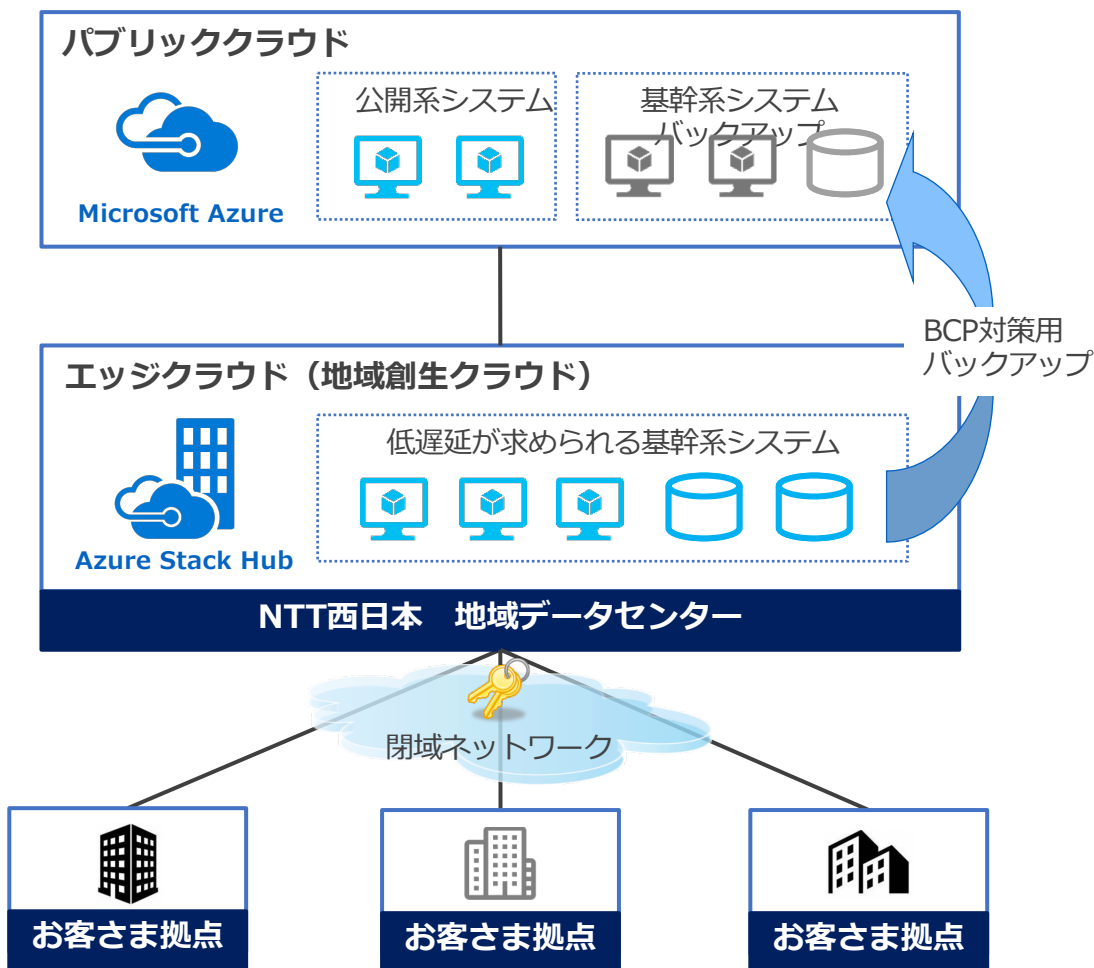 パブリッククラウド
公開系システム
基幹系システム
バックアップ
Microsoft Azure
BCP対策用
バックアップ
エッジクラウド（地域創生クラウド）
低遅延が求められる基幹系システム
Azure Stack Hub
NTT西日本　地域データセンター
閉域ネットワーク
お客さま拠点
お客さま拠点
お客さま拠点